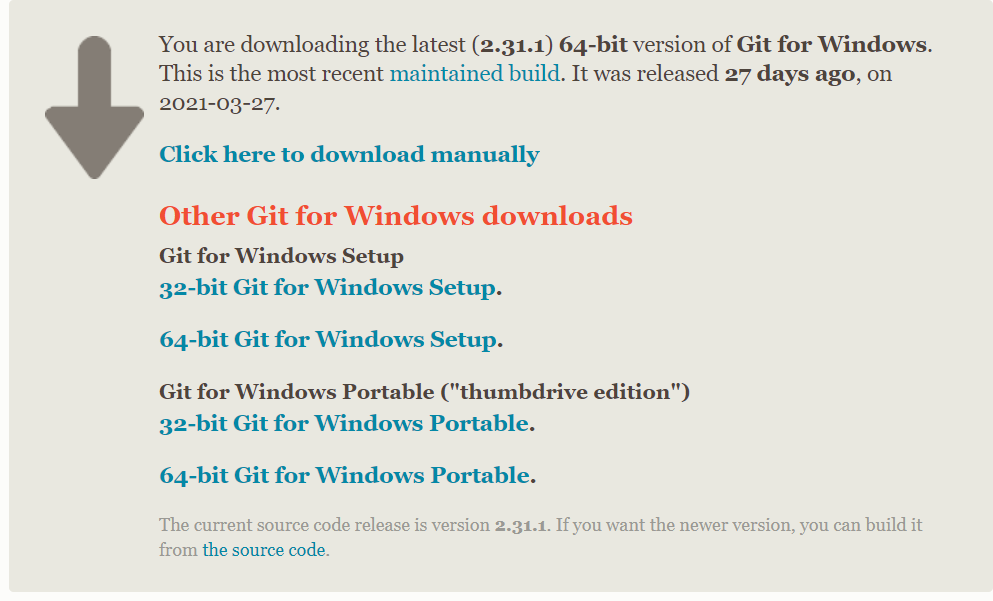 You are downloading the latest (2.31.1) 64-bit version of Git for Windows.
This is the most recent maintained build. It was released 27 days ago, on
2021-03-27.
Click here to download manually
Other Git for Windows downloads
Git for Windows Setup
32-bit Git for Windows Setup.
64-bit Git for Windows Setup.
Git for Windows Portable ("thumbdrive edition")
32-bit Git for Windows Portable.
64-bit Git for Windows Portable.
The current source code release is version 2.31.1. If you want the newer version, you can build it
from the source code.